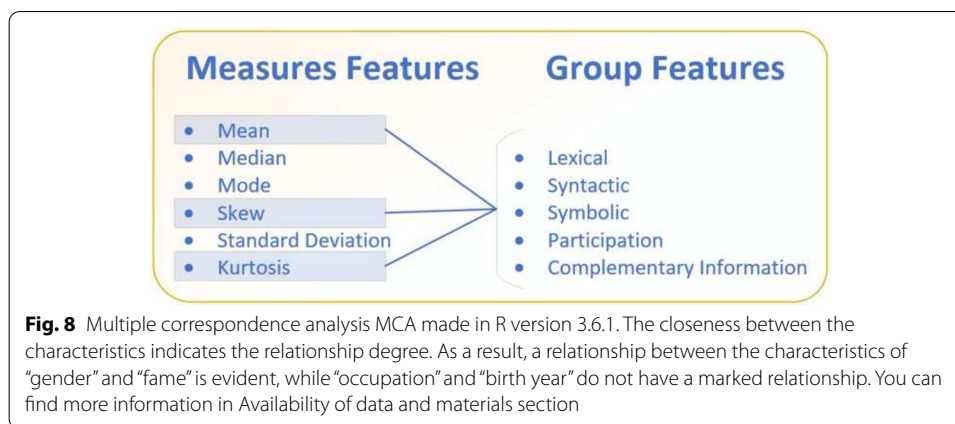 Measures Features
Group Features
• Mean
• Median
• Mode
• Skew
• Standard Deviation
• Kurtosis
• Lexical
• Syntactic
• Symbolic
• Participation
• Complementary Information
Fig. 8 Multiple correspondence analysis MCA made in R version 3.6.1. The closeness between the
characteristics indicates the relationship degree. As a result, a relationship between the characteristics of
“gender” and “fame” is evident, while “occupation” and “birth year” do not have a marked relationship. You can
find more information in Availability of data and materials section